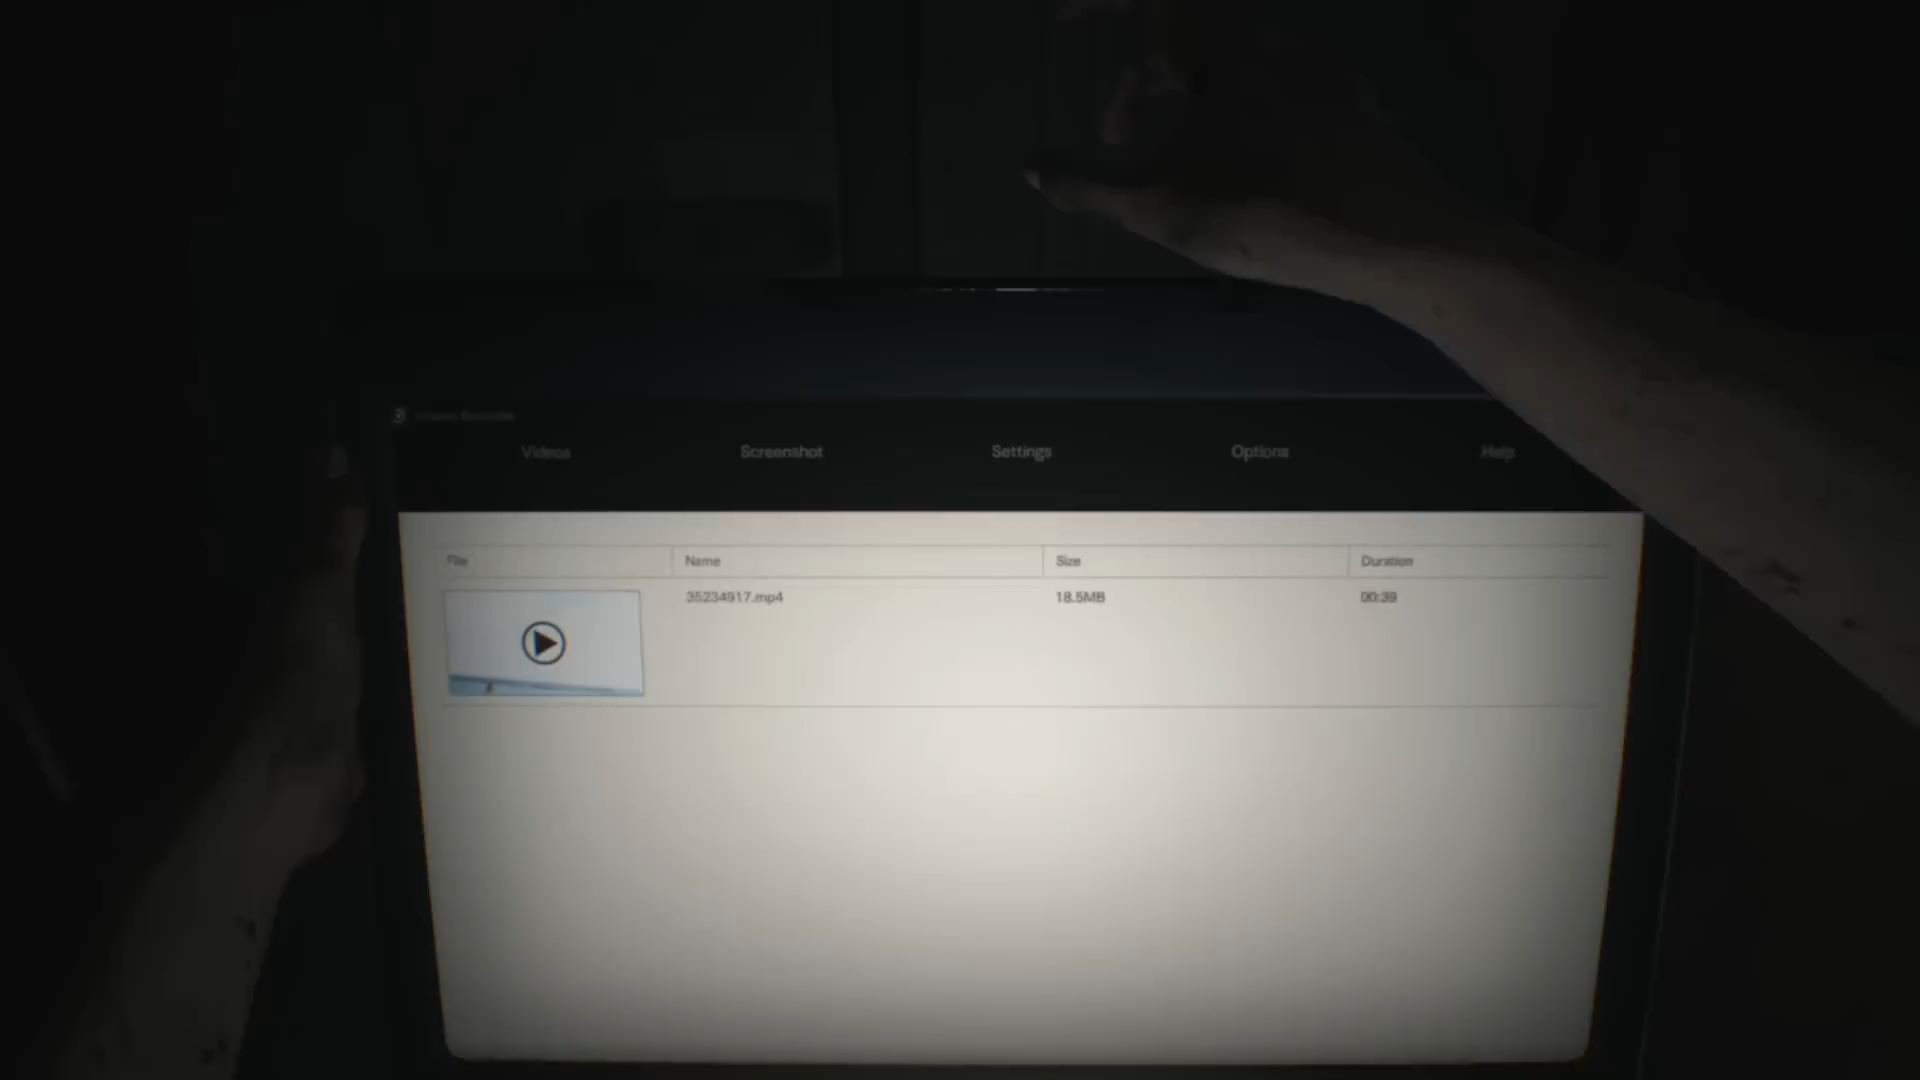 Videos Screenshot Settings Options Help
File Name Size Duration
35234917.mp4 18.5MB 00:39